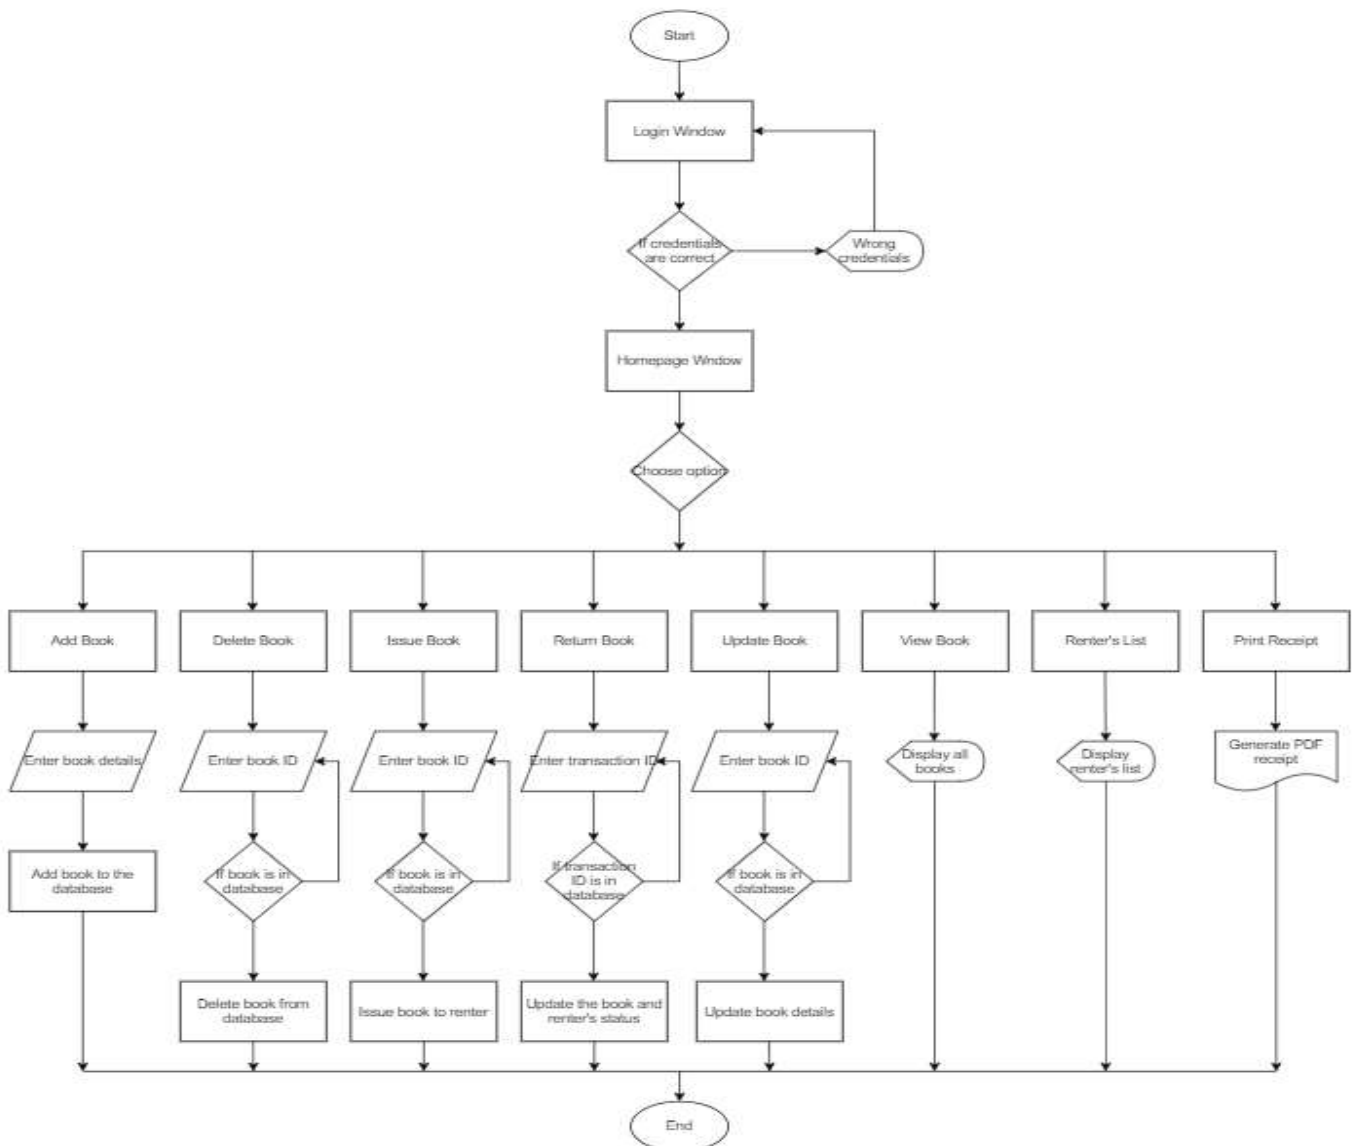 Start
Login Window
If credentials
are correct
Wrong
credentials
Homepage Wndow
Choose option
Add Book
Delete Book
Issue Book
Return Book
Update Book
View Book
Renter's List
Print Receipt
Enter book details
Enter book ID
Enter book ID
Enter transaction ID
Enter book ID
Display all
books
Display
renter's list
Generate PDF
receipt
Add book to the
database
If book is in
database
If book is in
database
If transaction
ID is in
database
If book is in
database
Delete book from
database
Issue book to renter
Update the book and
renter's status
Update book details
End